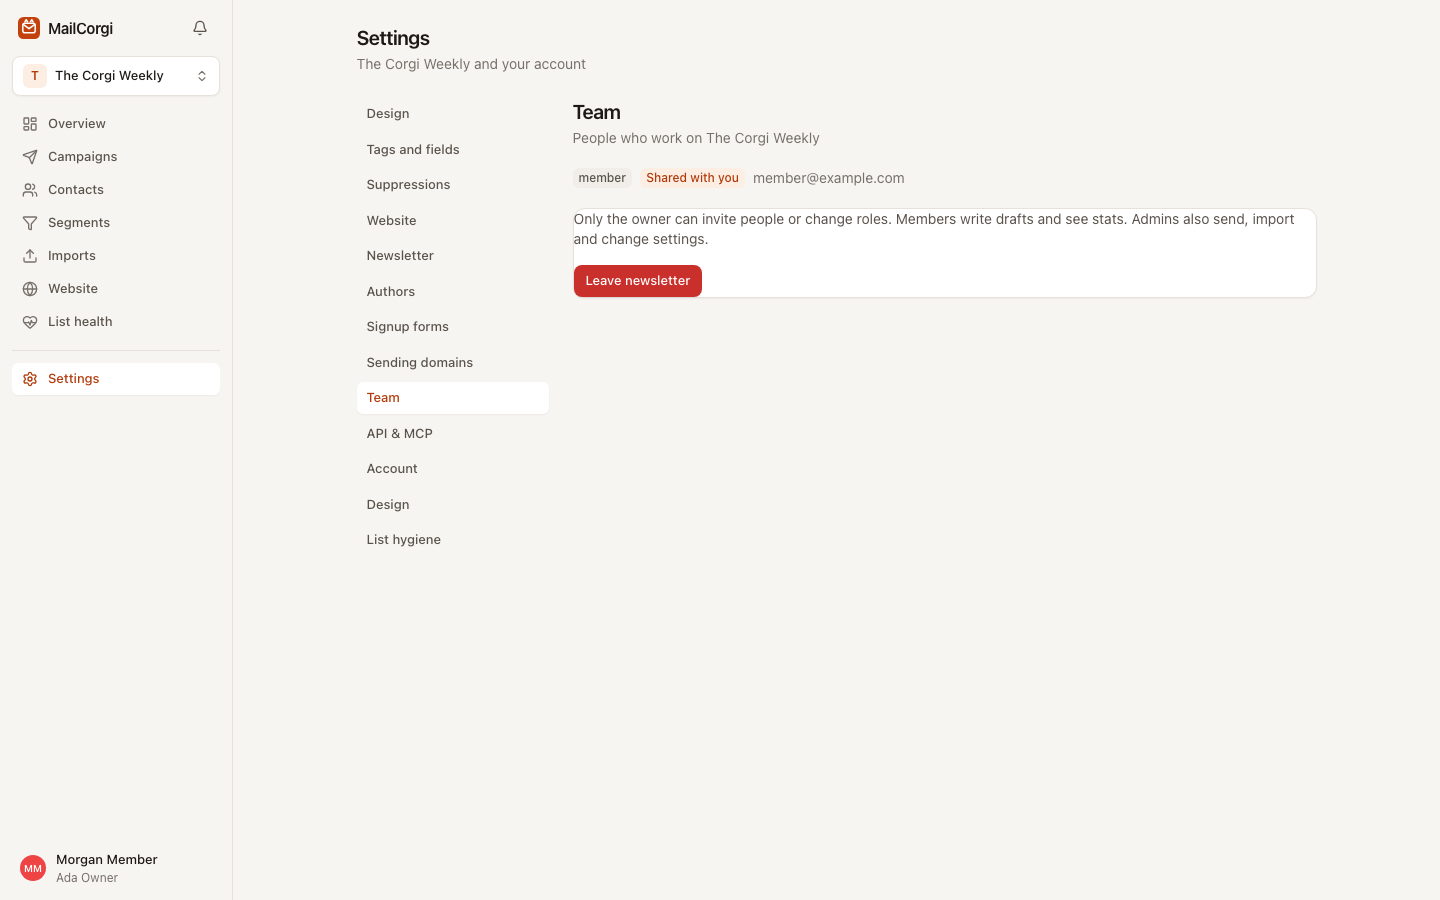 MailCorgi
T
The Corgi Weekly
Overview
Campaigns
Contacts
Segments
Imports
Website
List health
Settings
MM
Morgan Member
Ada Owner
Settings
The Corgi Weekly and your account
Design
Tags and fields
Suppressions
Website
Newsletter
Authors
Signup forms
Sending domains
Team
API & MCP
Account
Design
List hygiene
Team
People who work on The Corgi Weekly
member Shared with you member@example.com
Only the owner can invite people or change roles. Members write drafts and see stats. Admins also send, import
and change settings.
Leave newsletter